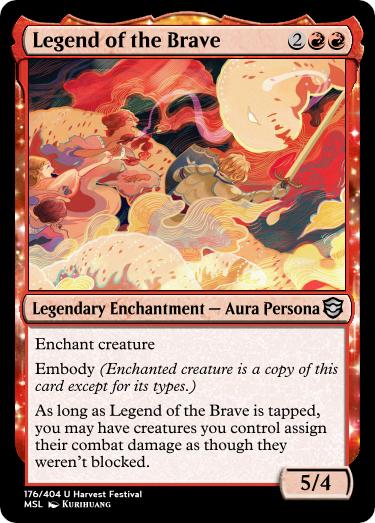 Legend of the Brave 2
Legendary Enchantment — Aura Persona
Enchant creature
Embody (Enchanted creature is a copy of this
card except for its types.)
As long as Legend of the Brave is tapped,
you may have creatures you control assign
their combat damage as though they
weren't blocked.
5/4
176/404 U Harvest Festival
MSL KURIHUANG